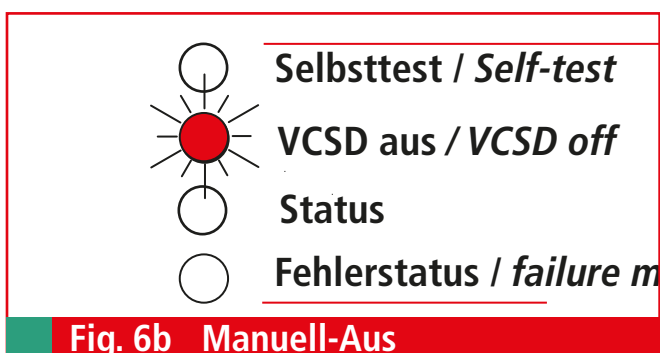 Selbsttest / Self-test
VCSD aus / VCSD off
Status
Fehlerstatus / failure
Fig. 6b Manuell-Aus